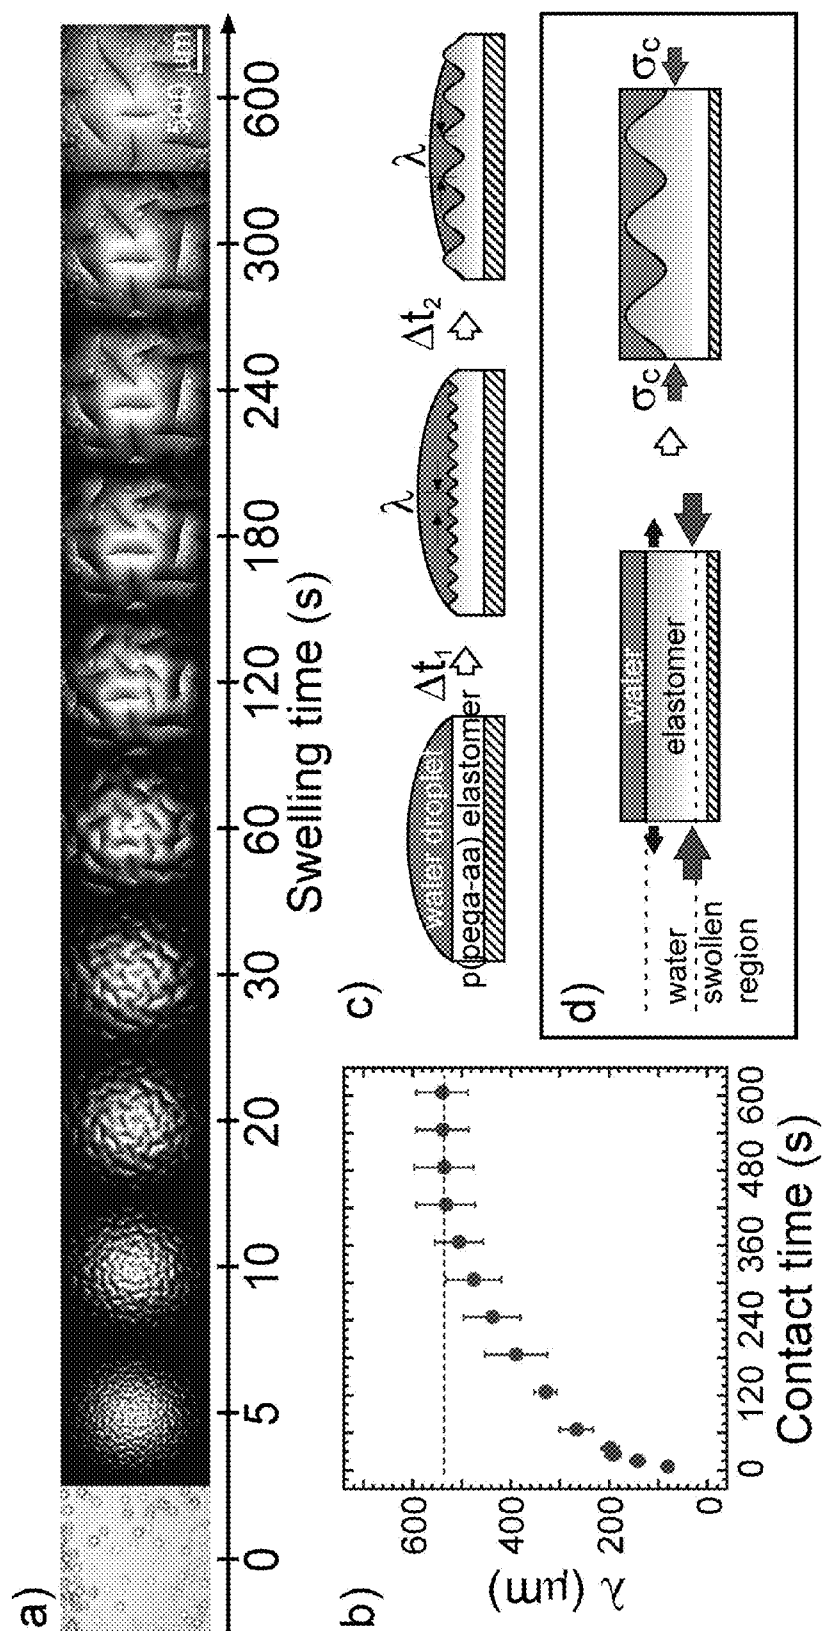 a)
500 μm
0 5 10 20 30 60 120 180 240 300 600
Swelling time (s)
b)
λ (μm)
600
400
200
0
0 120 240 360 480 600
Contact time (s)
c)
water droplet
p(pega-aa) elastomer
Δt₁
λ
Δt₂
λ
d)
water
swollen
region
water
elastomer
σc
σc